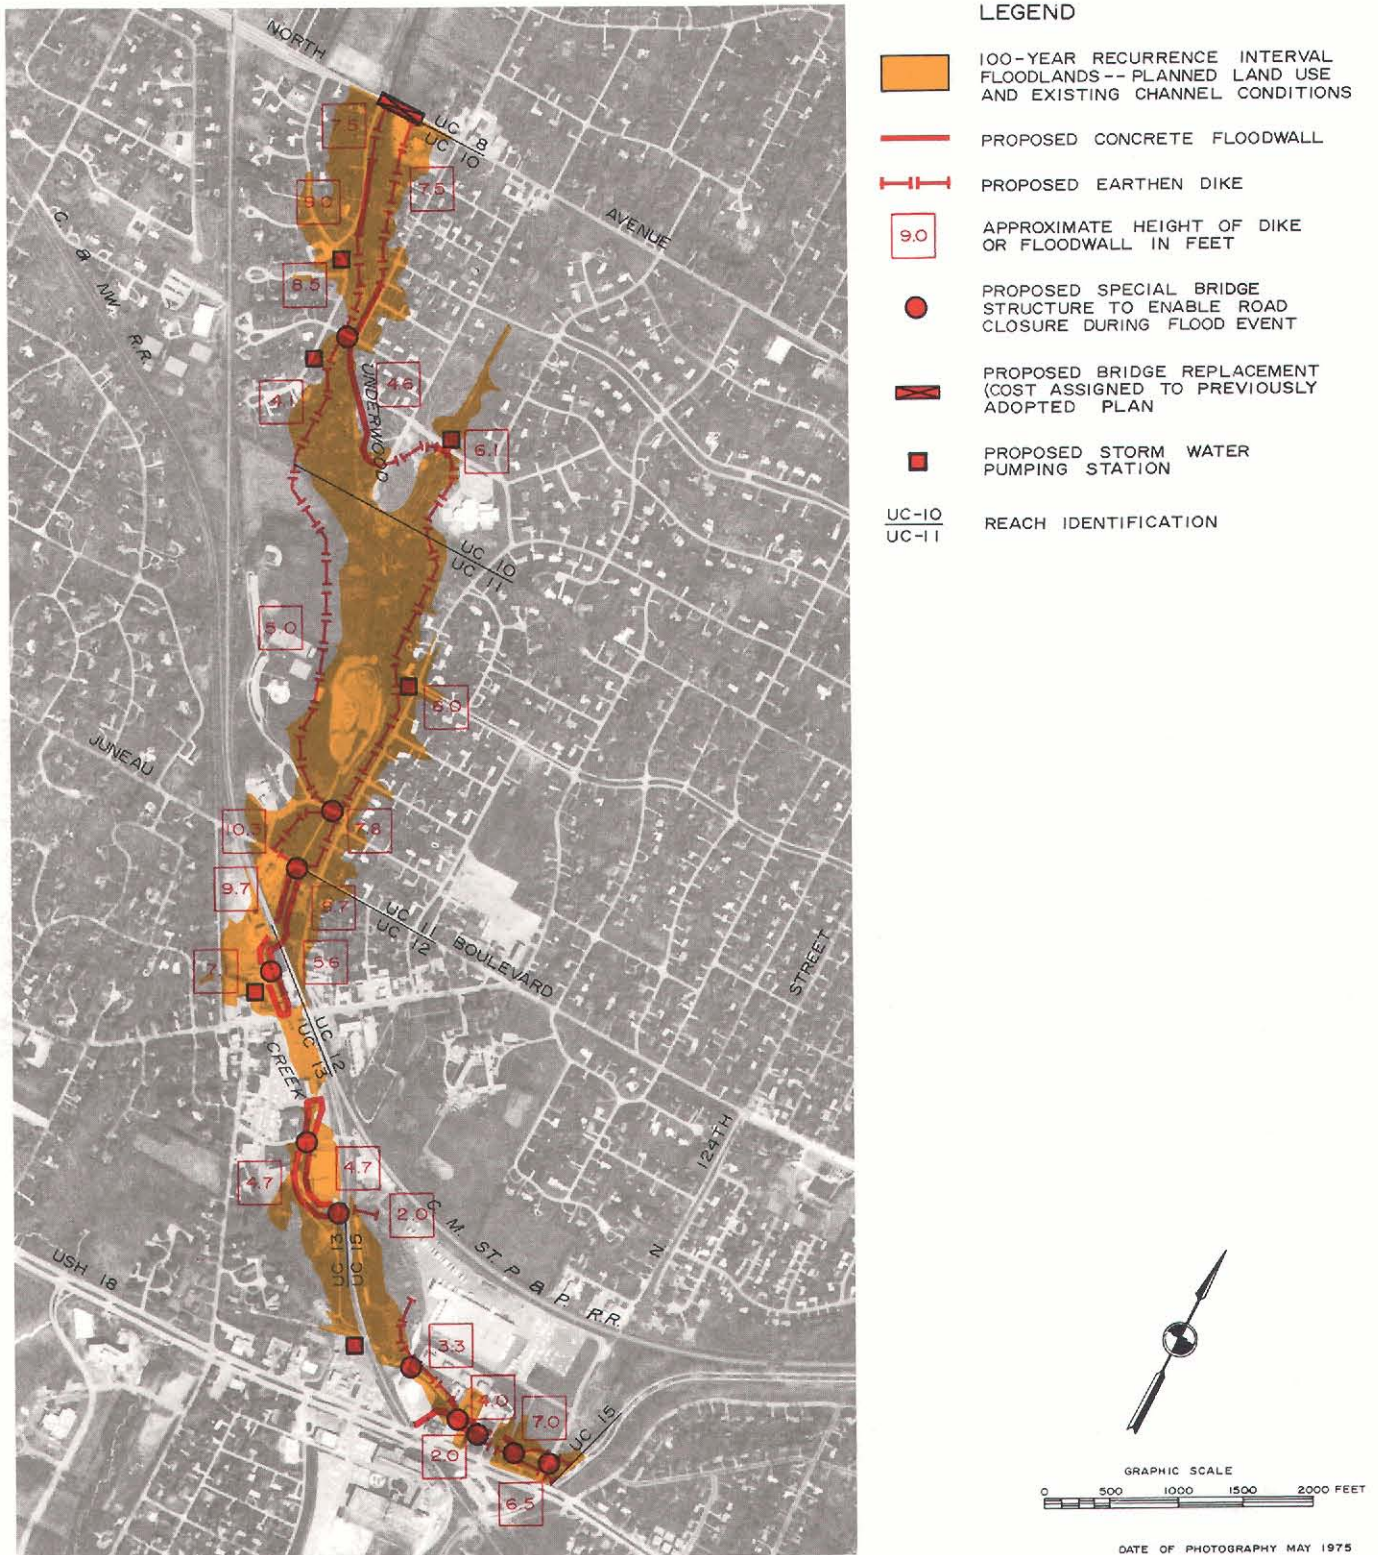 LEGEND
100-YEAR RECURRENCE INTERVAL
FLOODLANDS--PLANNED LAND USE
AND EXISTING CHANNEL CONDITIONS
PROPOSED CONCRETE FLOODWALL
PROPOSED EARTHEN DIKE
9.0
APPROXIMATE HEIGHT OF DIKE
OR FLOODWALL IN FEET
PROPOSED SPECIAL BRIDGE
STRUCTURE TO ENABLE ROAD
CLOSURE DURING FLOOD EVENT
PROPOSED BRIDGE REPLACEMENT
(COST ASSIGNED TO PREVIOUSLY
ADOPTED PLAN
PROPOSED STORM WATER
PUMPING STATION
UC-10
UC-11
REACH IDENTIFICATION
NORTH
AVENUE
UC 8
UC 10
7.5
7.5
9.0
8.5
C. & NW. R.R.
UNDERWOOD
4.6
4.1
6.1
UC 10
UC 11
5.0
6.0
JUNEAU
10.3
7.8
9.7
UC 11
UC 12
BOULEVARD
5.6
7.
STREET
UC 12
UC 13
CREEK
4.7
4.7
2.0
124TH
N
UC 13
UC 15
C. M. ST. P. & P. R.R.
USH 18
3.3
4.0
7.0
UC 15
2.0
6.5
GRAPHIC SCALE
0 500 1000 1500 2000 FEET
DATE OF PHOTOGRAPHY MAY 1975